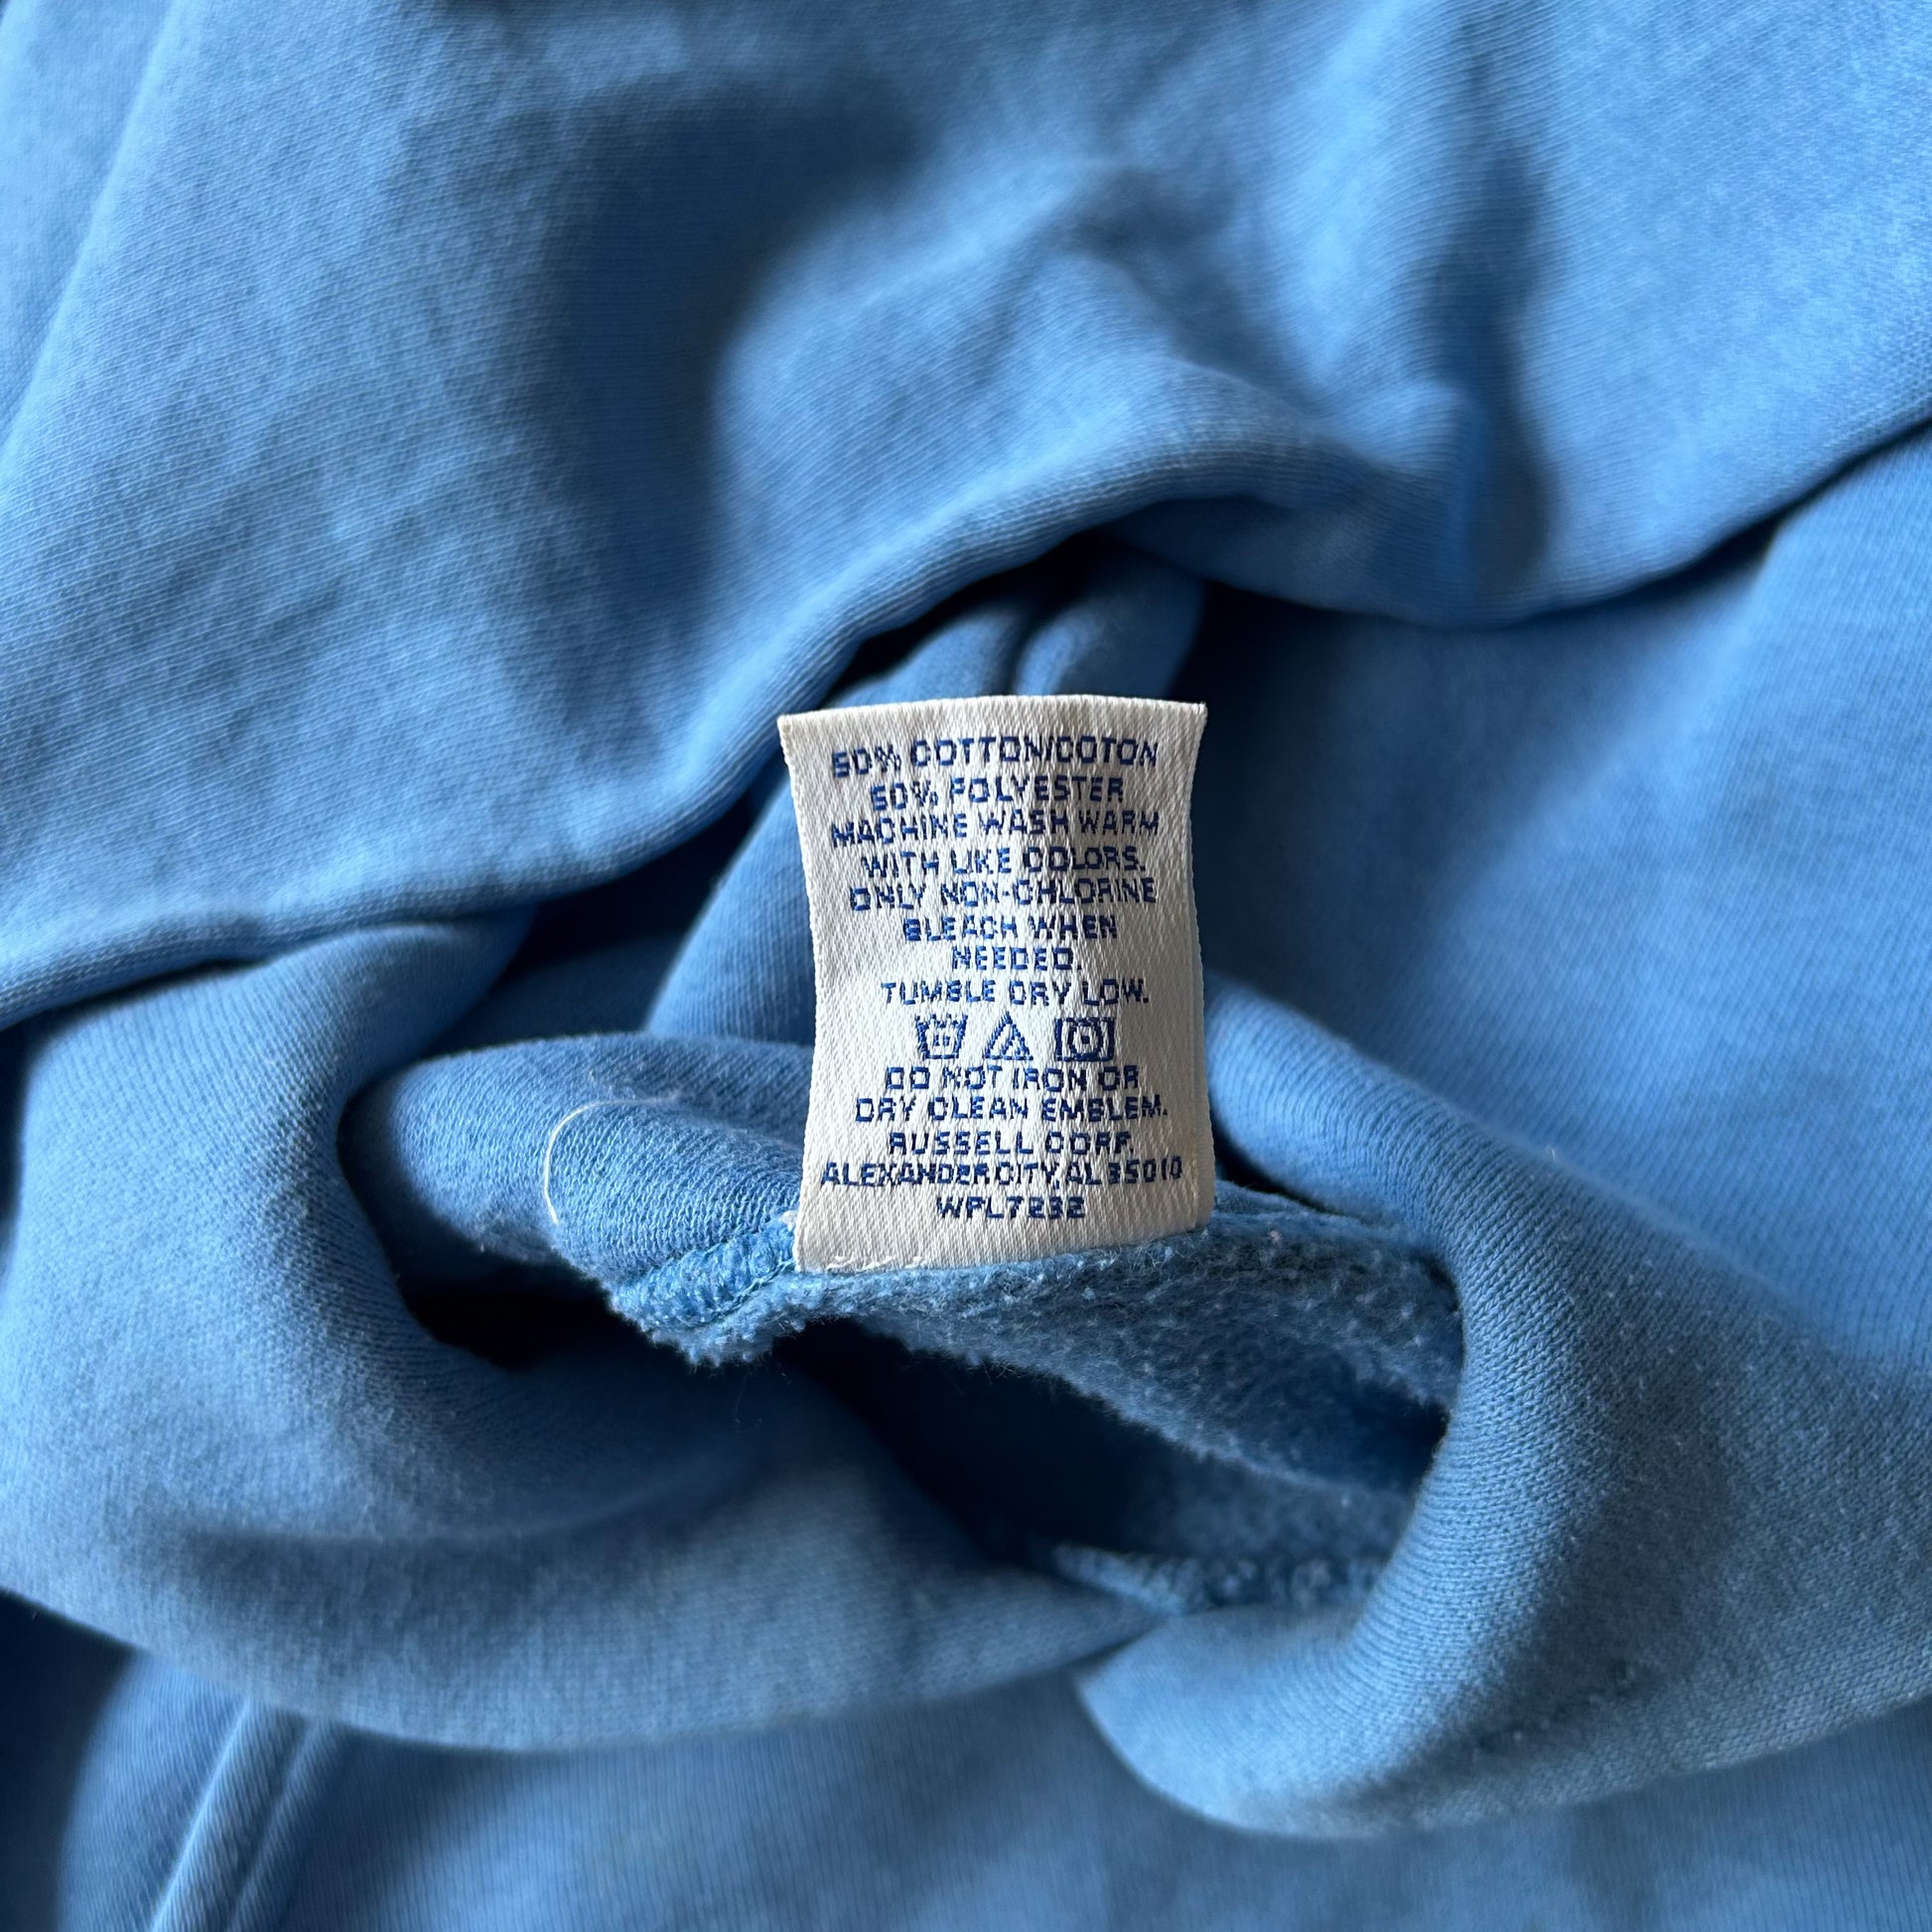 50% COTTON/COTON
50% POLYESTER
MACHINE WASH WARM
WITH LIKE COLORS.
ONLY NON-CHLORINE
BLEACH WHEN
NEEDED.
TUMBLE DRY LOW.
DO NOT IRON OR
DRY CLEAN EMBLEM.
RUSSELL CORP.
ALEXANDER CITY, AL 35010
WPL7232